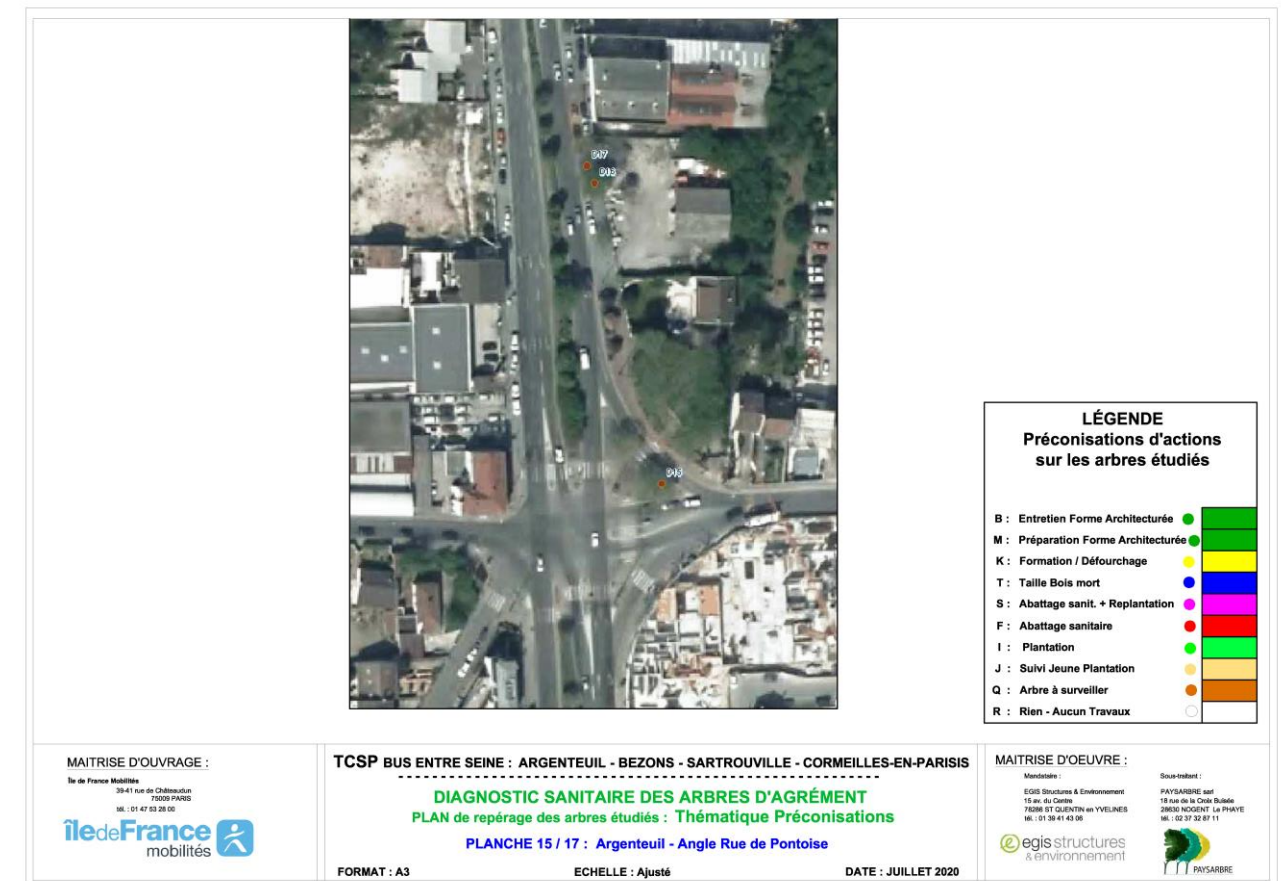 D17
D16
D15
LÉGENDE
Préconisations d'actions
sur les arbres étudiés
B : Entretien Forme Architecturée
M : Préparation Forme Architecturée
K : Formation / Défourchage
T : Taille Bois mort
S : Abattage sanit. + Replantation
F : Abattage sanitaire
I : Plantation
J : Suivi Jeune Plantation
Q : Arbre à surveiller
R : Rien - Aucun Travaux
MAITRISE D'OUVRAGE :
Île de France Mobilités
39-41 rue de Châteaudun
75009 PARIS
tél. : 01 47 53 28 00
îledeFrance
mobilités
TCSP BUS ENTRE SEINE : ARGENTEUIL - BEZONS - SARTROUVILLE - CORMEILLES-EN-PARISIS
DIAGNOSTIC SANITAIRE DES ARBRES D'AGRÉMENT
PLAN de repérage des arbres étudiés : Thématique Préconisations
PLANCHE 15 / 17 : Argenteuil - Angle Rue de Pontoise
FORMAT : A3 ECHELLE : Ajusté DATE : JUILLET 2020
MAITRISE D'OEUVRE :
Mandataire :
EGIS Structures & Environnement
15 av. du Centre
78286 ST QUENTIN en YVELINES
tél. : 01 39 41 43 06
egis structures
& environnement
Sous-traitant :
PAYSARBRE sarl
18 rue de la Croix Buisée
28630 NOGENT Le PHAYE
tél. : 02 37 32 87 11
PAYSARBRE